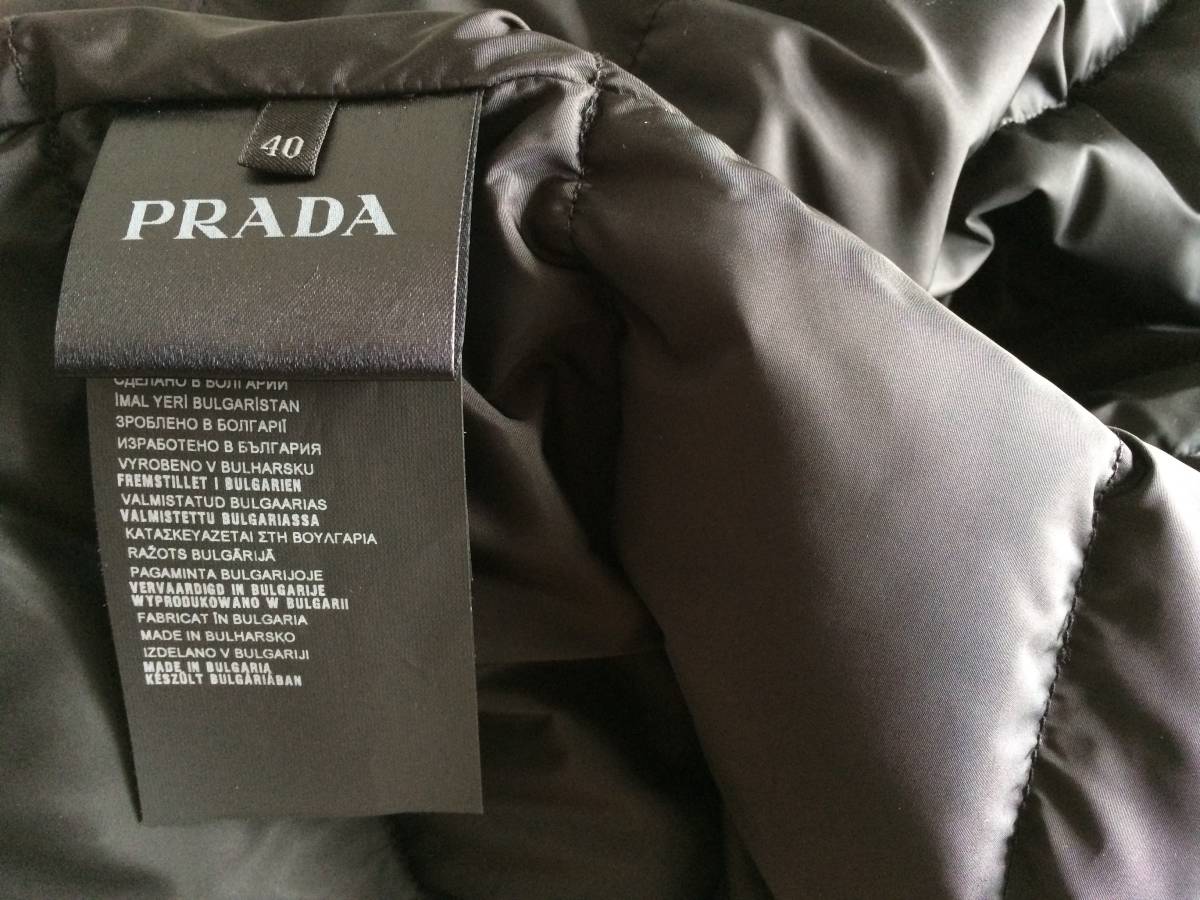 40
PRADA
СДЕЛАНО В БОЛГАРИИ
İMAL YERİ BULGARİSTAN
ЗРОБЛЕНО В БОЛГАРІЇ
ИЗРАБОТЕНО В БЪЛГАРИЯ
VYROBENO V BULHARSKU
FREMSTILLET I BULGARIEN
VALMISTATUD BULGAARIAS
VALMISTETTU BULGARIASSA
ΚΑΤΑΣΚΕΥΑΖΕΤΑΙ ΣΤΗ ΒΟΥΛΓΑΡΙΑ
RAŽOTS BULGĀRIJĀ
PAGAMINTA BULGARIJOJE
VERVAARDIGD IN BULGARIJE
WYPRODUKOWANO W BULGARII
FABRICAT ÎN BULGARIA
MADE IN BULHARSKO
IZDELANO V BULGARIJI
MADE IN BULGARIA
KÉSZÜLT BULGÁRIÁBAN